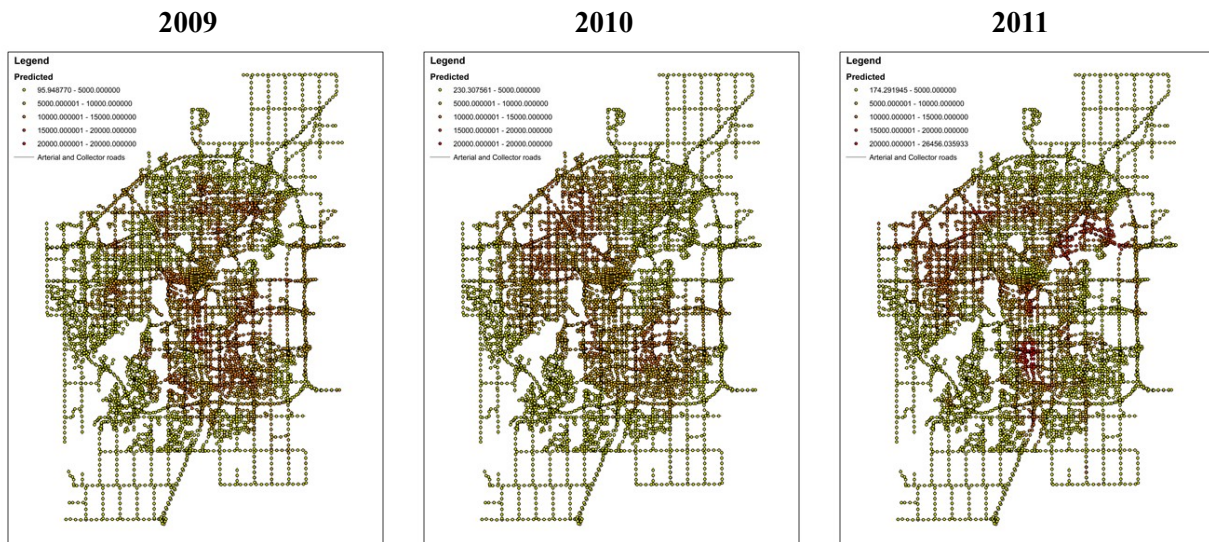 2009
2010
2011
Legend
Predicted
95.948770 - 5000.000000
5000.000001 - 10000.000000
10000.000001 - 15000.000000
15000.000001 - 20000.000000
20000.000001 - 20000.000000
Arterial and Collector roads
Legend
Predicted
230.307561 - 5000.000000
5000.000001 - 10000.000000
10000.000001 - 15000.000000
15000.000001 - 20000.000000
20000.000001 - 20000.000000
Arterial and Collector roads
Legend
Predicted
174.291945 - 5000.000000
5000.000001 - 10000.000000
10000.000001 - 15000.000000
15000.000001 - 20000.000000
20000.000001 - 26456.035933
Arterial and Collector roads